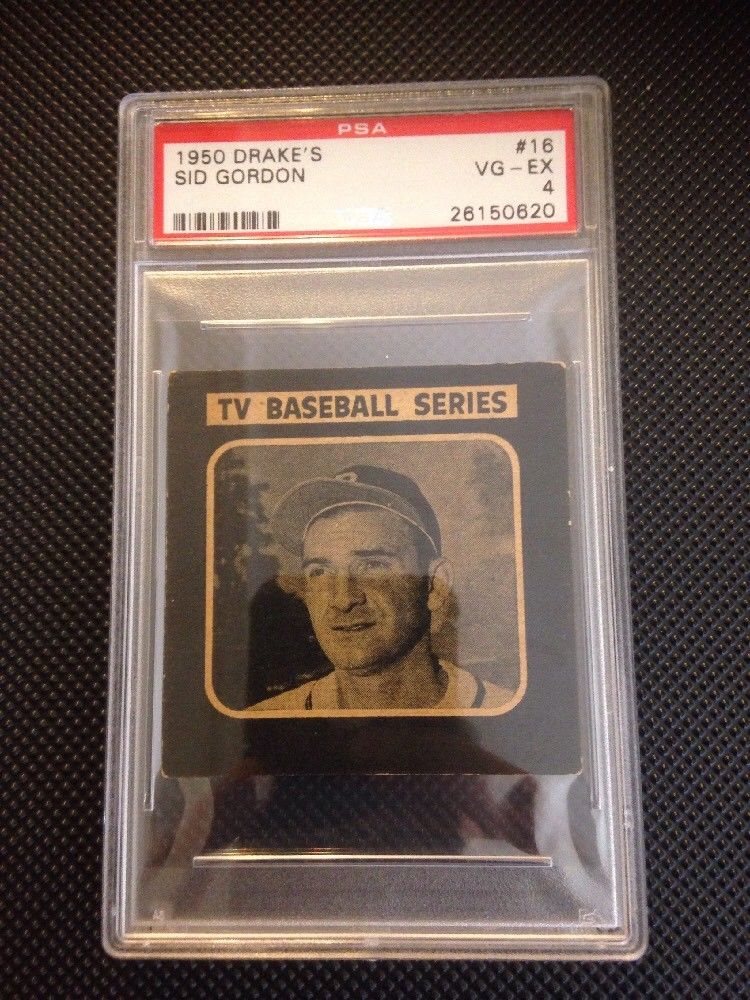 PSA
1950 DRAKE'S #16
SID GORDON VG-EX
4
26150620
TV BASEBALL SERIES
B